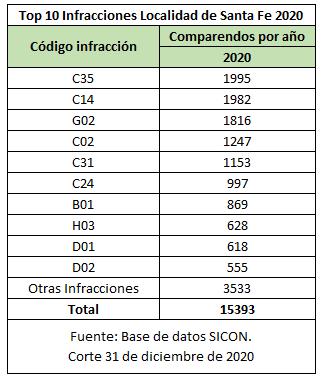 Top 10 Infracciones Localidad de Santa Fe 2020
Código infracción Comparendos por año
2020
C35 1995
C14 1982
G02 1816
C02 1247
C31 1153
C24 997
B01 869
H03 628
D01 618
D02 555
Otras Infracciones 3533
Total 15393
Fuente: Base de datos SICON.
Corte 31 de diciembre de 2020